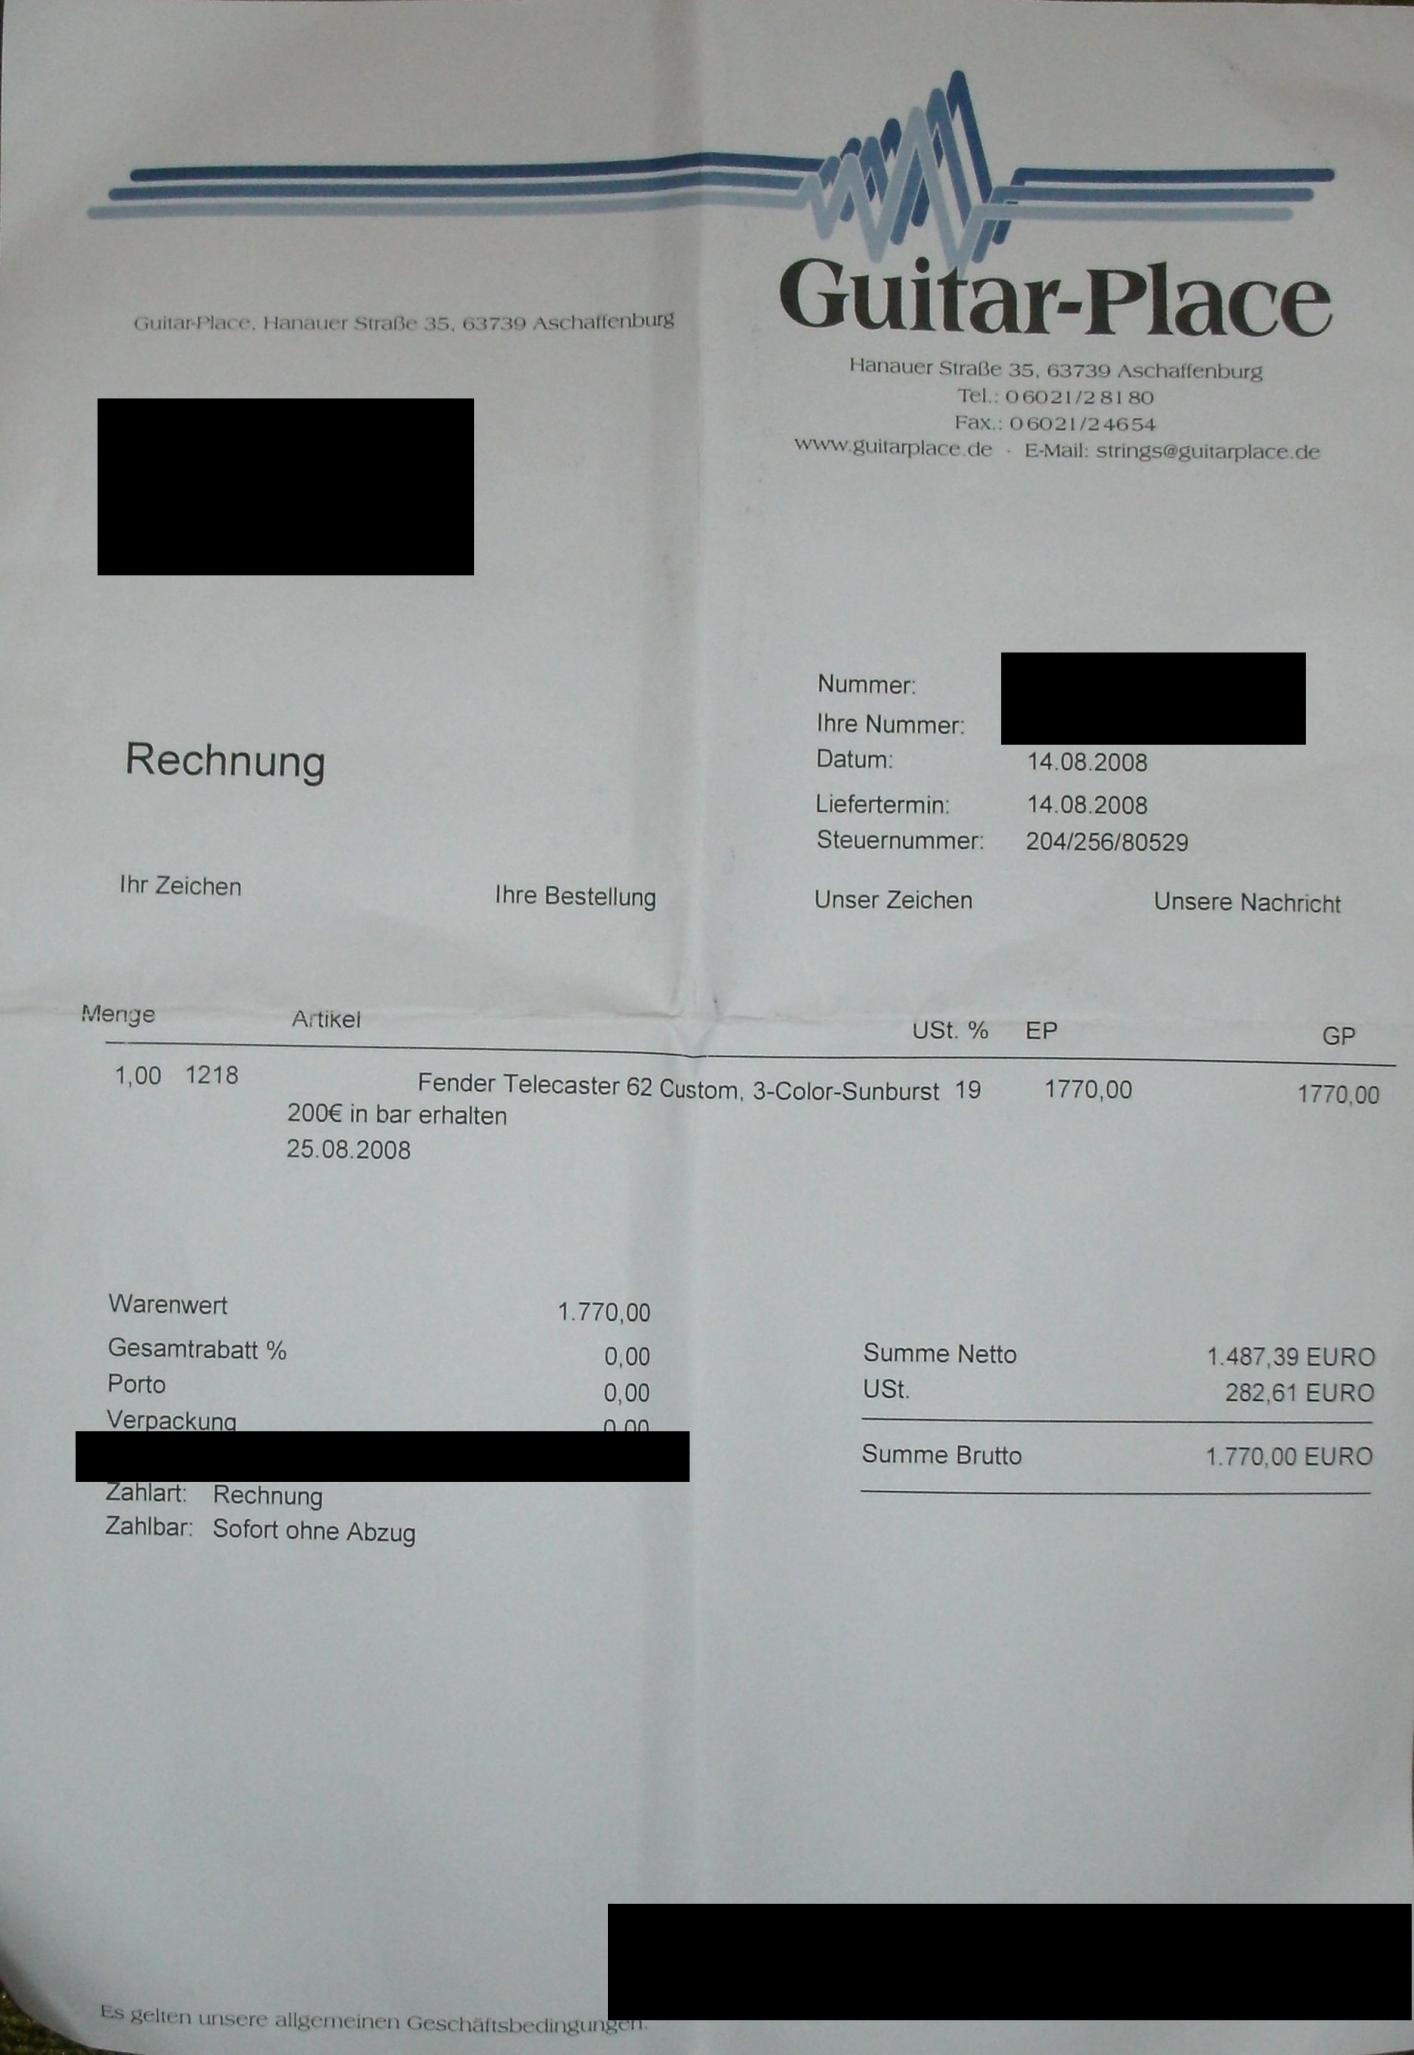 Guitar-Place
Guitar-Place, Hanauer Straße 35, 63739 Aschaffenburg
Hanauer Straße 35, 63739 Aschaffenburg
Tel.: 06021/28180
Fax.: 06021/24654
www.guitarplace.de · E-Mail: strings@guitarplace.de
Nummer:
Ihre Nummer:
Rechnung
Datum: 14.08.2008
Liefertermin: 14.08.2008
Steuernummer: 204/256/80529
Ihr Zeichen Ihre Bestellung Unser Zeichen Unsere Nachricht
Menge Artikel USt. % EP GP
1,00 1218 Fender Telecaster 62 Custom, 3-Color-Sunburst 19 1770,00 1770,00
200€ in bar erhalten
25.08.2008
Warenwert 1.770,00
Gesamtrabatt % 0,00
Porto 0,00
Verpackung 0,00
Zahlart: Rechnung
Zahlbar: Sofort ohne Abzug
Summe Netto 1.487,39 EURO
USt. 282,61 EURO
Summe Brutto 1.770,00 EURO
Es gelten unsere allgemeinen Geschäftsbedingungen.